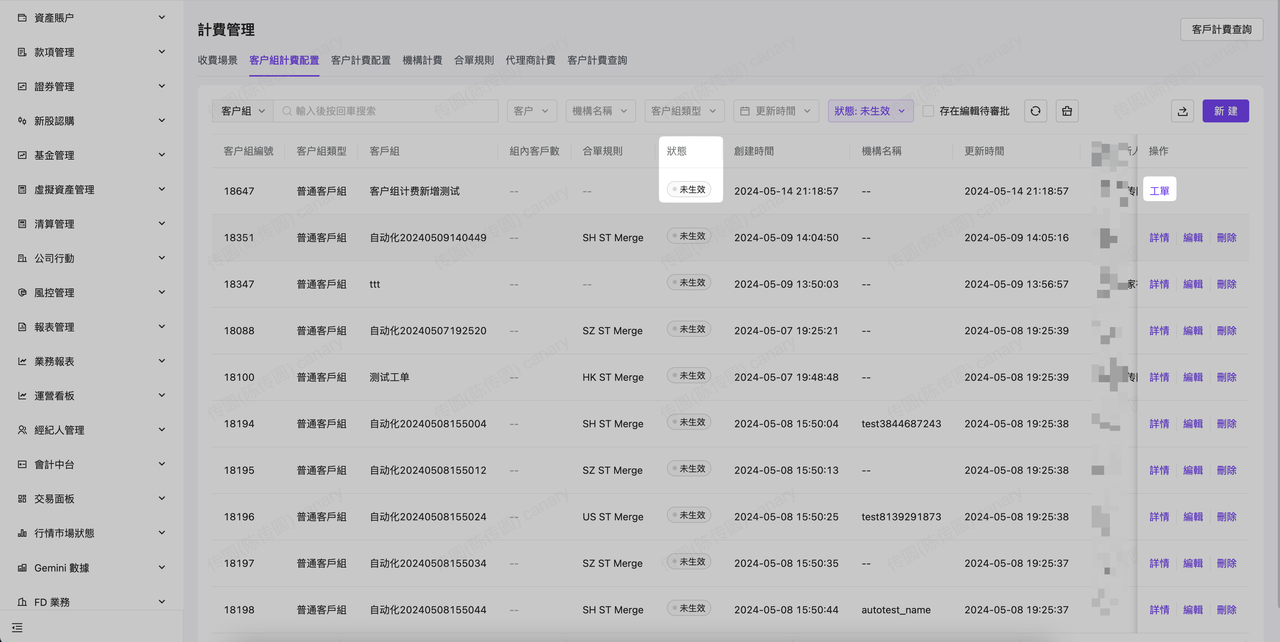 資產賬户
款項管理
證券管理
新股認購
基金管理
虛擬資產管理
清算管理
公司行動
風控管理
報表管理
業務報表
運營看板
經紀人管理
會計中台
交易面板
行情市場狀態
Gemini 數據
FD 業務
計費管理
客戶計費查詢
收費場景 客户組計費配置 客户計費配置 機構計費 合單規則 代理商計費 客户計費查詢
客户組 輸入後按回車搜索 客户 機構名稱 客户組類型 更新時間 狀態: 未生效 存在編輯待審批 新 建
客户組編號 客户組類型 客戶組 組內客戶數 合單規則 狀態 創建時間 機構名稱 更新時間 新人 操作
18647 普通客戶組 客户组计费新增测试 -- -- 未生效 2024-05-14 21:18:57 -- 2024-05-14 21:18:57 工單
18351 普通客戶組 自动化20240509140449 -- SH ST Merge 未生效 2024-05-09 14:04:50 -- 2024-05-09 14:05:16 詳情 編輯 刪除
18347 普通客戶組 ttt -- -- 未生效 2024-05-09 13:50:03 -- 2024-05-09 13:56:57 詳情 編輯 刪除
18088 普通客戶組 自动化20240507192520 -- SZ ST Merge 未生效 2024-05-07 19:25:21 -- 2024-05-08 19:25:39 詳情 編輯 刪除
18100 普通客戶組 测试工单 -- HK ST Merge 未生效 2024-05-07 19:48:48 -- 2024-05-08 19:25:39 詳情 編輯 刪除
18194 普通客戶組 自动化20240508155004 -- SH ST Merge 未生效 2024-05-08 15:50:04 test3844687243 2024-05-08 19:25:38 詳情 編輯 刪除
18195 普通客戶組 自动化20240508155012 -- SZ ST Merge 未生效 2024-05-08 15:50:13 -- 2024-05-08 19:25:38 詳情 編輯 刪除
18196 普通客戶組 自动化20240508155024 -- US ST Merge 未生效 2024-05-08 15:50:25 test8139291873 2024-05-08 19:25:38 詳情 編輯 刪除
18197 普通客戶組 自动化20240508155034 -- SZ ST Merge 未生效 2024-05-08 15:50:35 -- 2024-05-08 19:25:37 詳情 編輯 刪除
18198 普通客戶組 自动化20240508155044 -- SH ST Merge 未生效 2024-05-08 15:50:44 autotest_name 2024-05-08 19:25:37 詳情 編輯 刪除